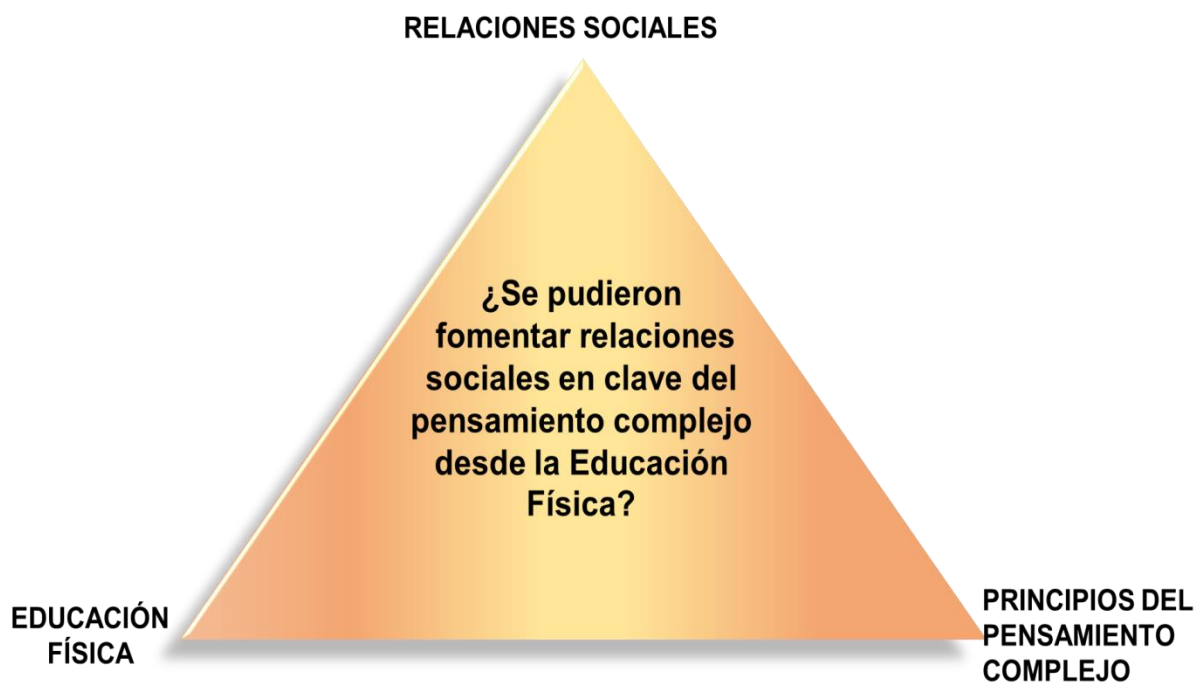 RELACIONES SOCIALES
¿Se pudieron
fomentar relaciones
sociales en clave del
pensamiento complejo
desde la Educación
Física?
EDUCACIÓN
FÍSICA
PRINCIPIOS DEL
PENSAMIENTO
COMPLEJO